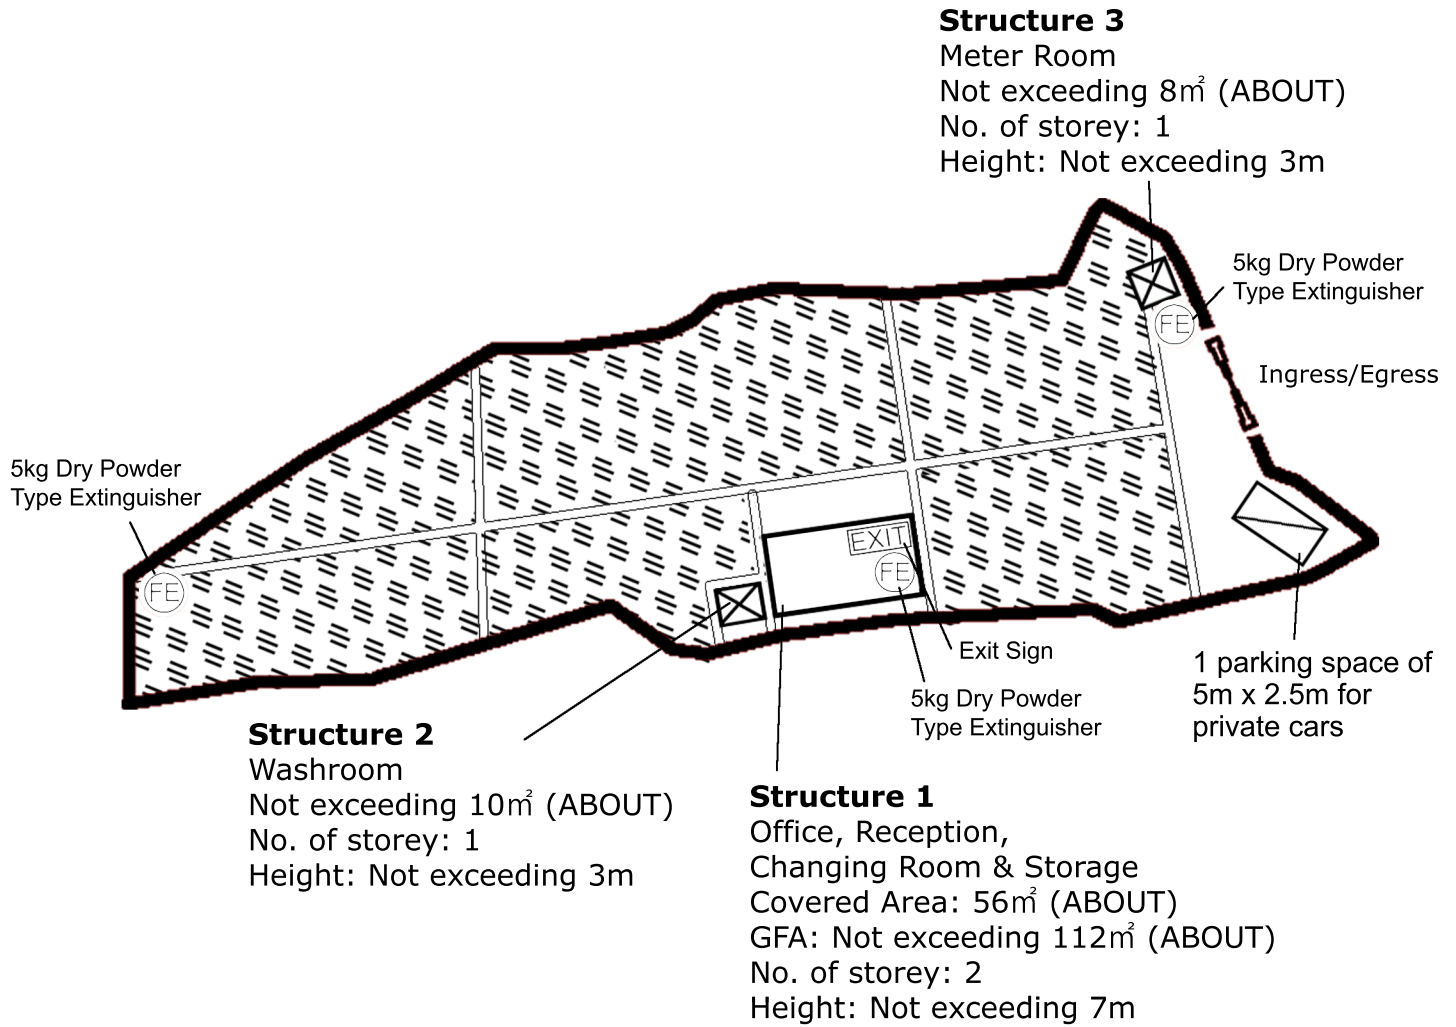 Structure 3
Meter Room
Not exceeding 8㎡ (ABOUT)
No. of storey: 1
Height: Not exceeding 3m
5kg Dry Powder
Type Extinguisher
FE
Ingress/Egress
5kg Dry Powder
Type Extinguisher
FE
EXIT
FE
Exit Sign
5kg Dry Powder
Type Extinguisher
1 parking space of
5m x 2.5m for
private cars
Structure 2
Washroom
Not exceeding 10㎡ (ABOUT)
No. of storey: 1
Height: Not exceeding 3m
Structure 1
Office, Reception,
Changing Room & Storage
Covered Area: 56㎡ (ABOUT)
GFA: Not exceeding 112㎡ (ABOUT)
No. of storey: 2
Height: Not exceeding 7m